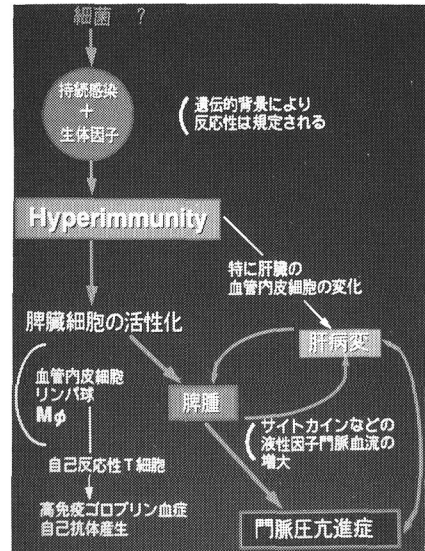 細菌 ?
持続感染
+
生体因子
遺伝的背景により
反応性は規定される
Hyperimmunity
特に肝臓の
血管内皮細胞の変化
脾臓細胞の活性化
肝病変
血管内皮細胞
リンパ球
Mφ
脾腫
サイトカインなどの
液性因子門脈血流の
増大
自己反応性T細胞
高免疫ゴロプリン血症
自己抗体産生
門脈圧亢進症